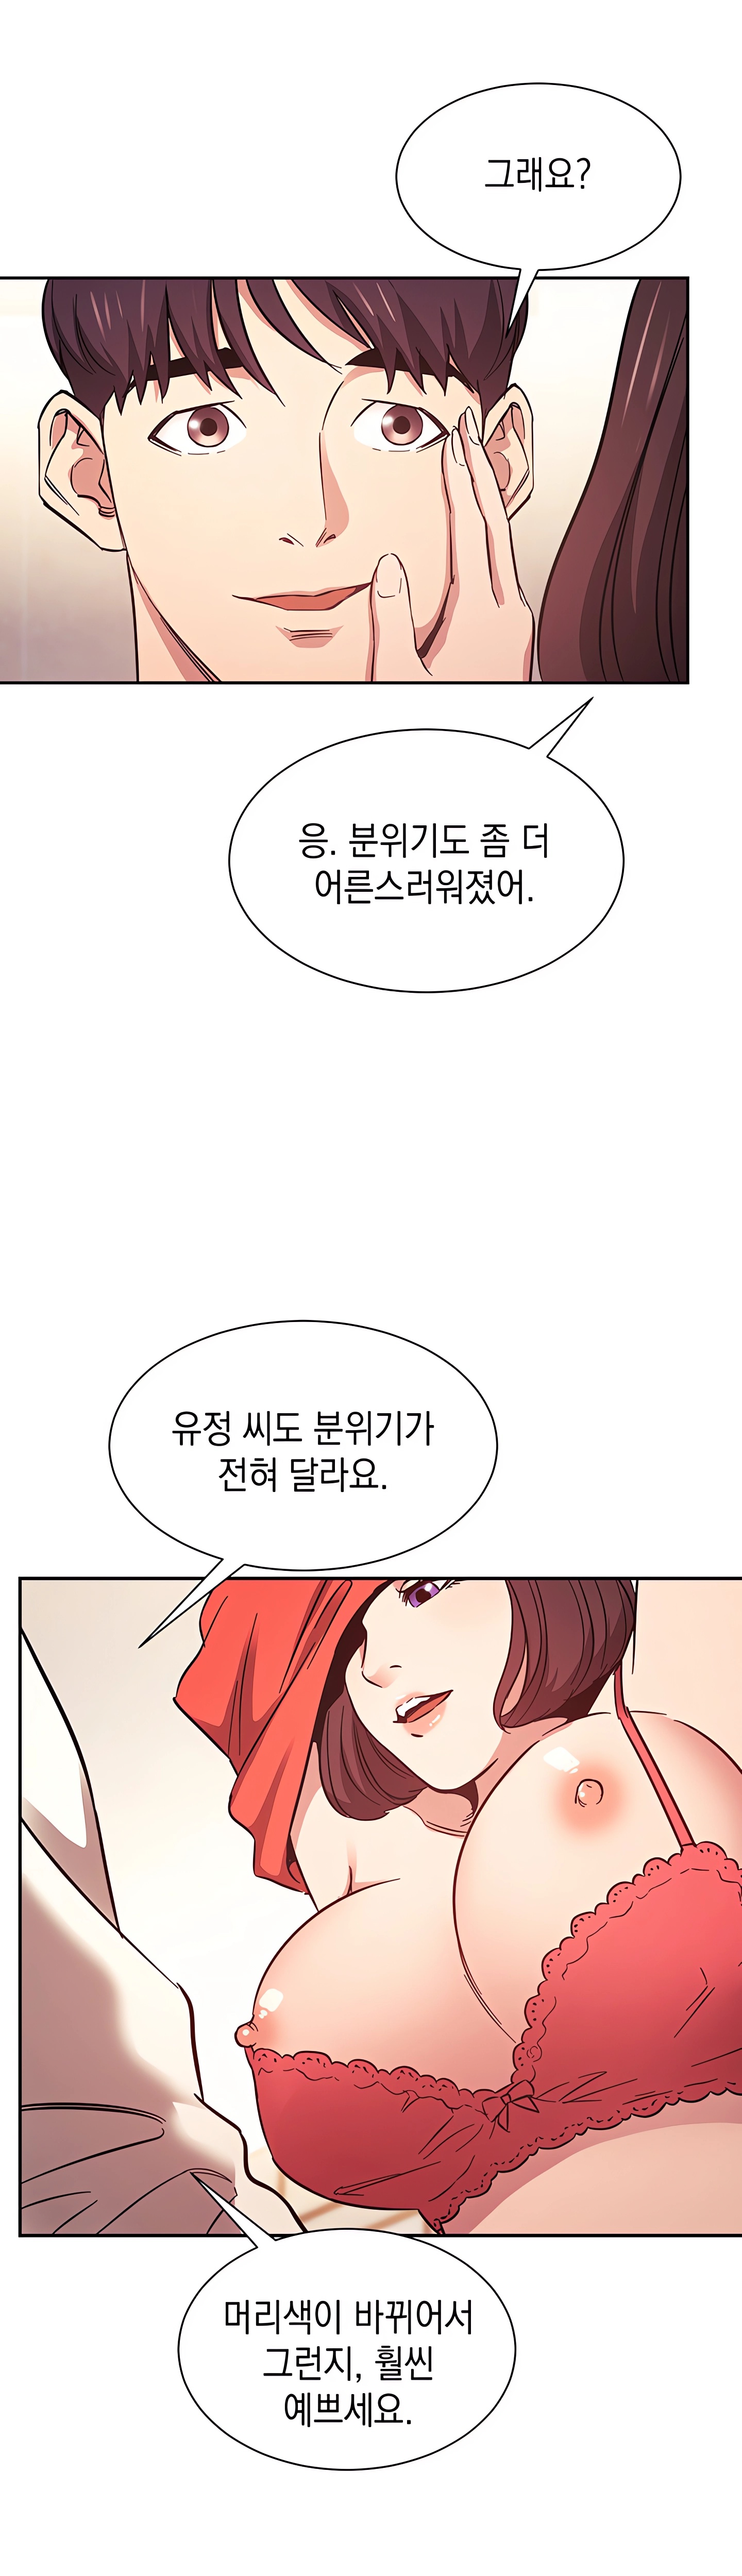 그래요?
응. 분위기도 좀 더
어른스러워졌어.
유정 씨도 분위기가
전혀 달라요.
머리색이 바뀌어서
그런지, 훨씬
예쁘세요.